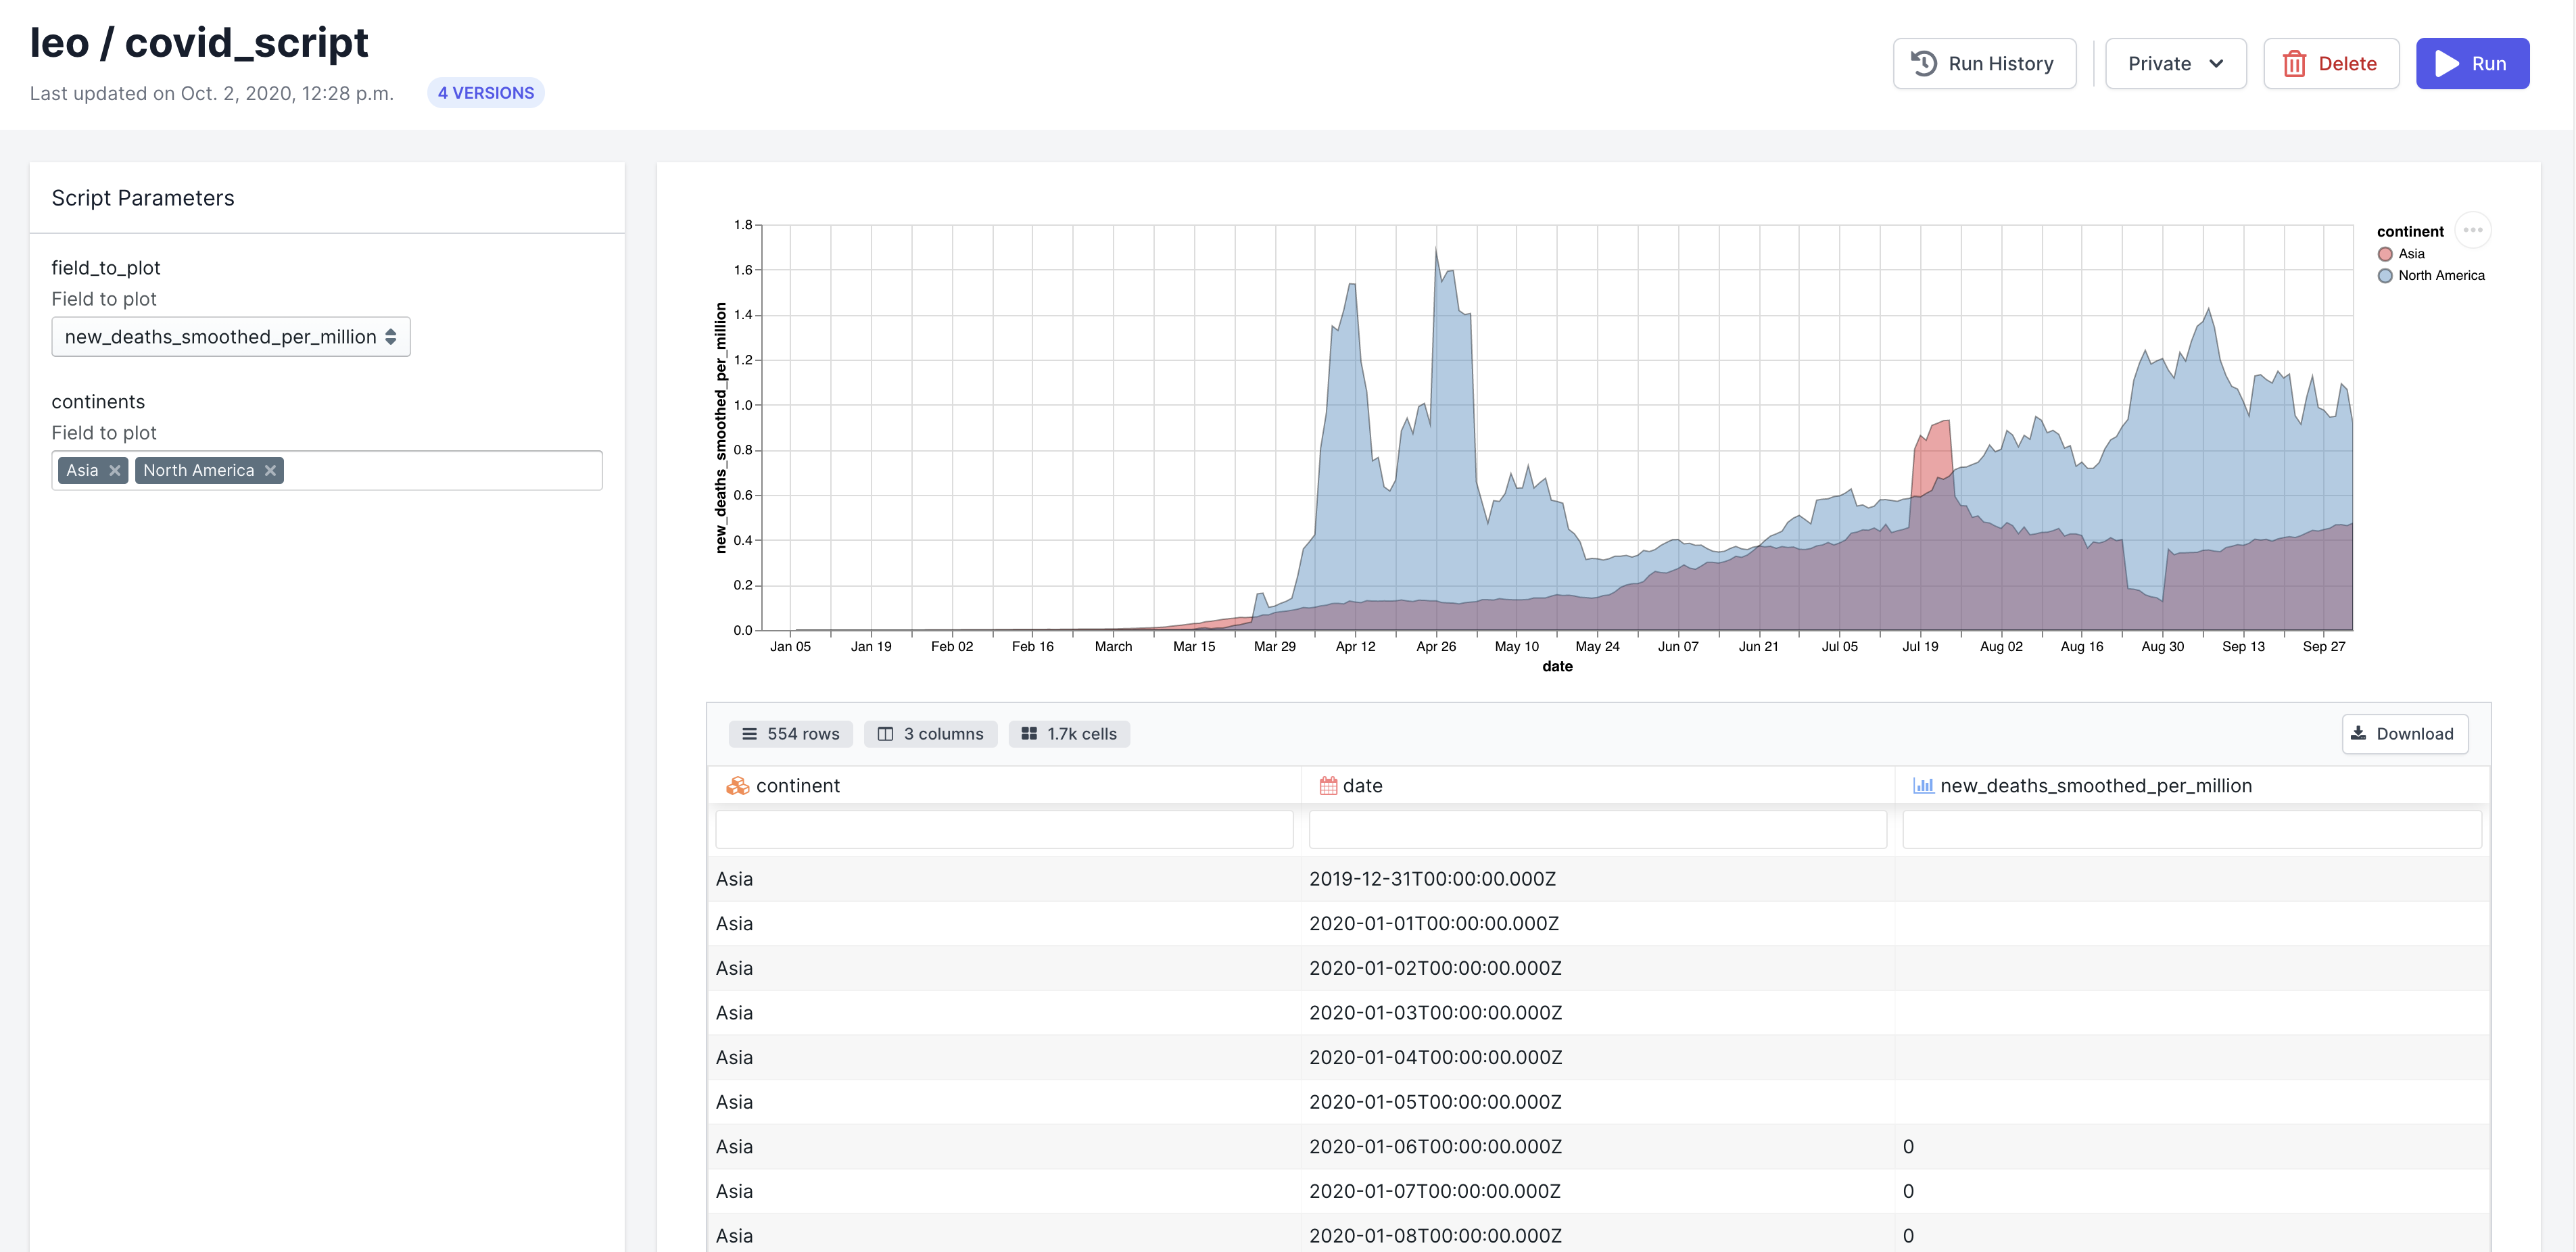 leo / covid_script
Last updated on Oct. 2, 2020, 12:28 p.m.
4 VERSIONS
Run History
Private
Delete
Run
Script Parameters
field_to_plot
Field to plot
new_deaths_smoothed_per_million
continents
Field to plot
Asia
North America
new_deaths_smoothed_per_million
1.8
1.6
1.4
1.2
1.0
0.8
0.6
0.4
0.2
0.0
Jan 05 Jan 19 Feb 02 Feb 16 March Mar 15 Mar 29 Apr 12 Apr 26 May 10 May 24 Jun 07 Jun 21 Jul 05 Jul 19 Aug 02 Aug 16 Aug 30 Sep 13 Sep 27
date
continent
Asia
North America
554 rows 3 columns 1.7k cells Download
continent date new_deaths_smoothed_per_million
Asia 2019-12-31T00:00:00.000Z
Asia 2020-01-01T00:00:00.000Z
Asia 2020-01-02T00:00:00.000Z
Asia 2020-01-03T00:00:00.000Z
Asia 2020-01-04T00:00:00.000Z
Asia 2020-01-05T00:00:00.000Z
Asia 2020-01-06T00:00:00.000Z 0
Asia 2020-01-07T00:00:00.000Z 0
Asia 2020-01-08T00:00:00.000Z 0